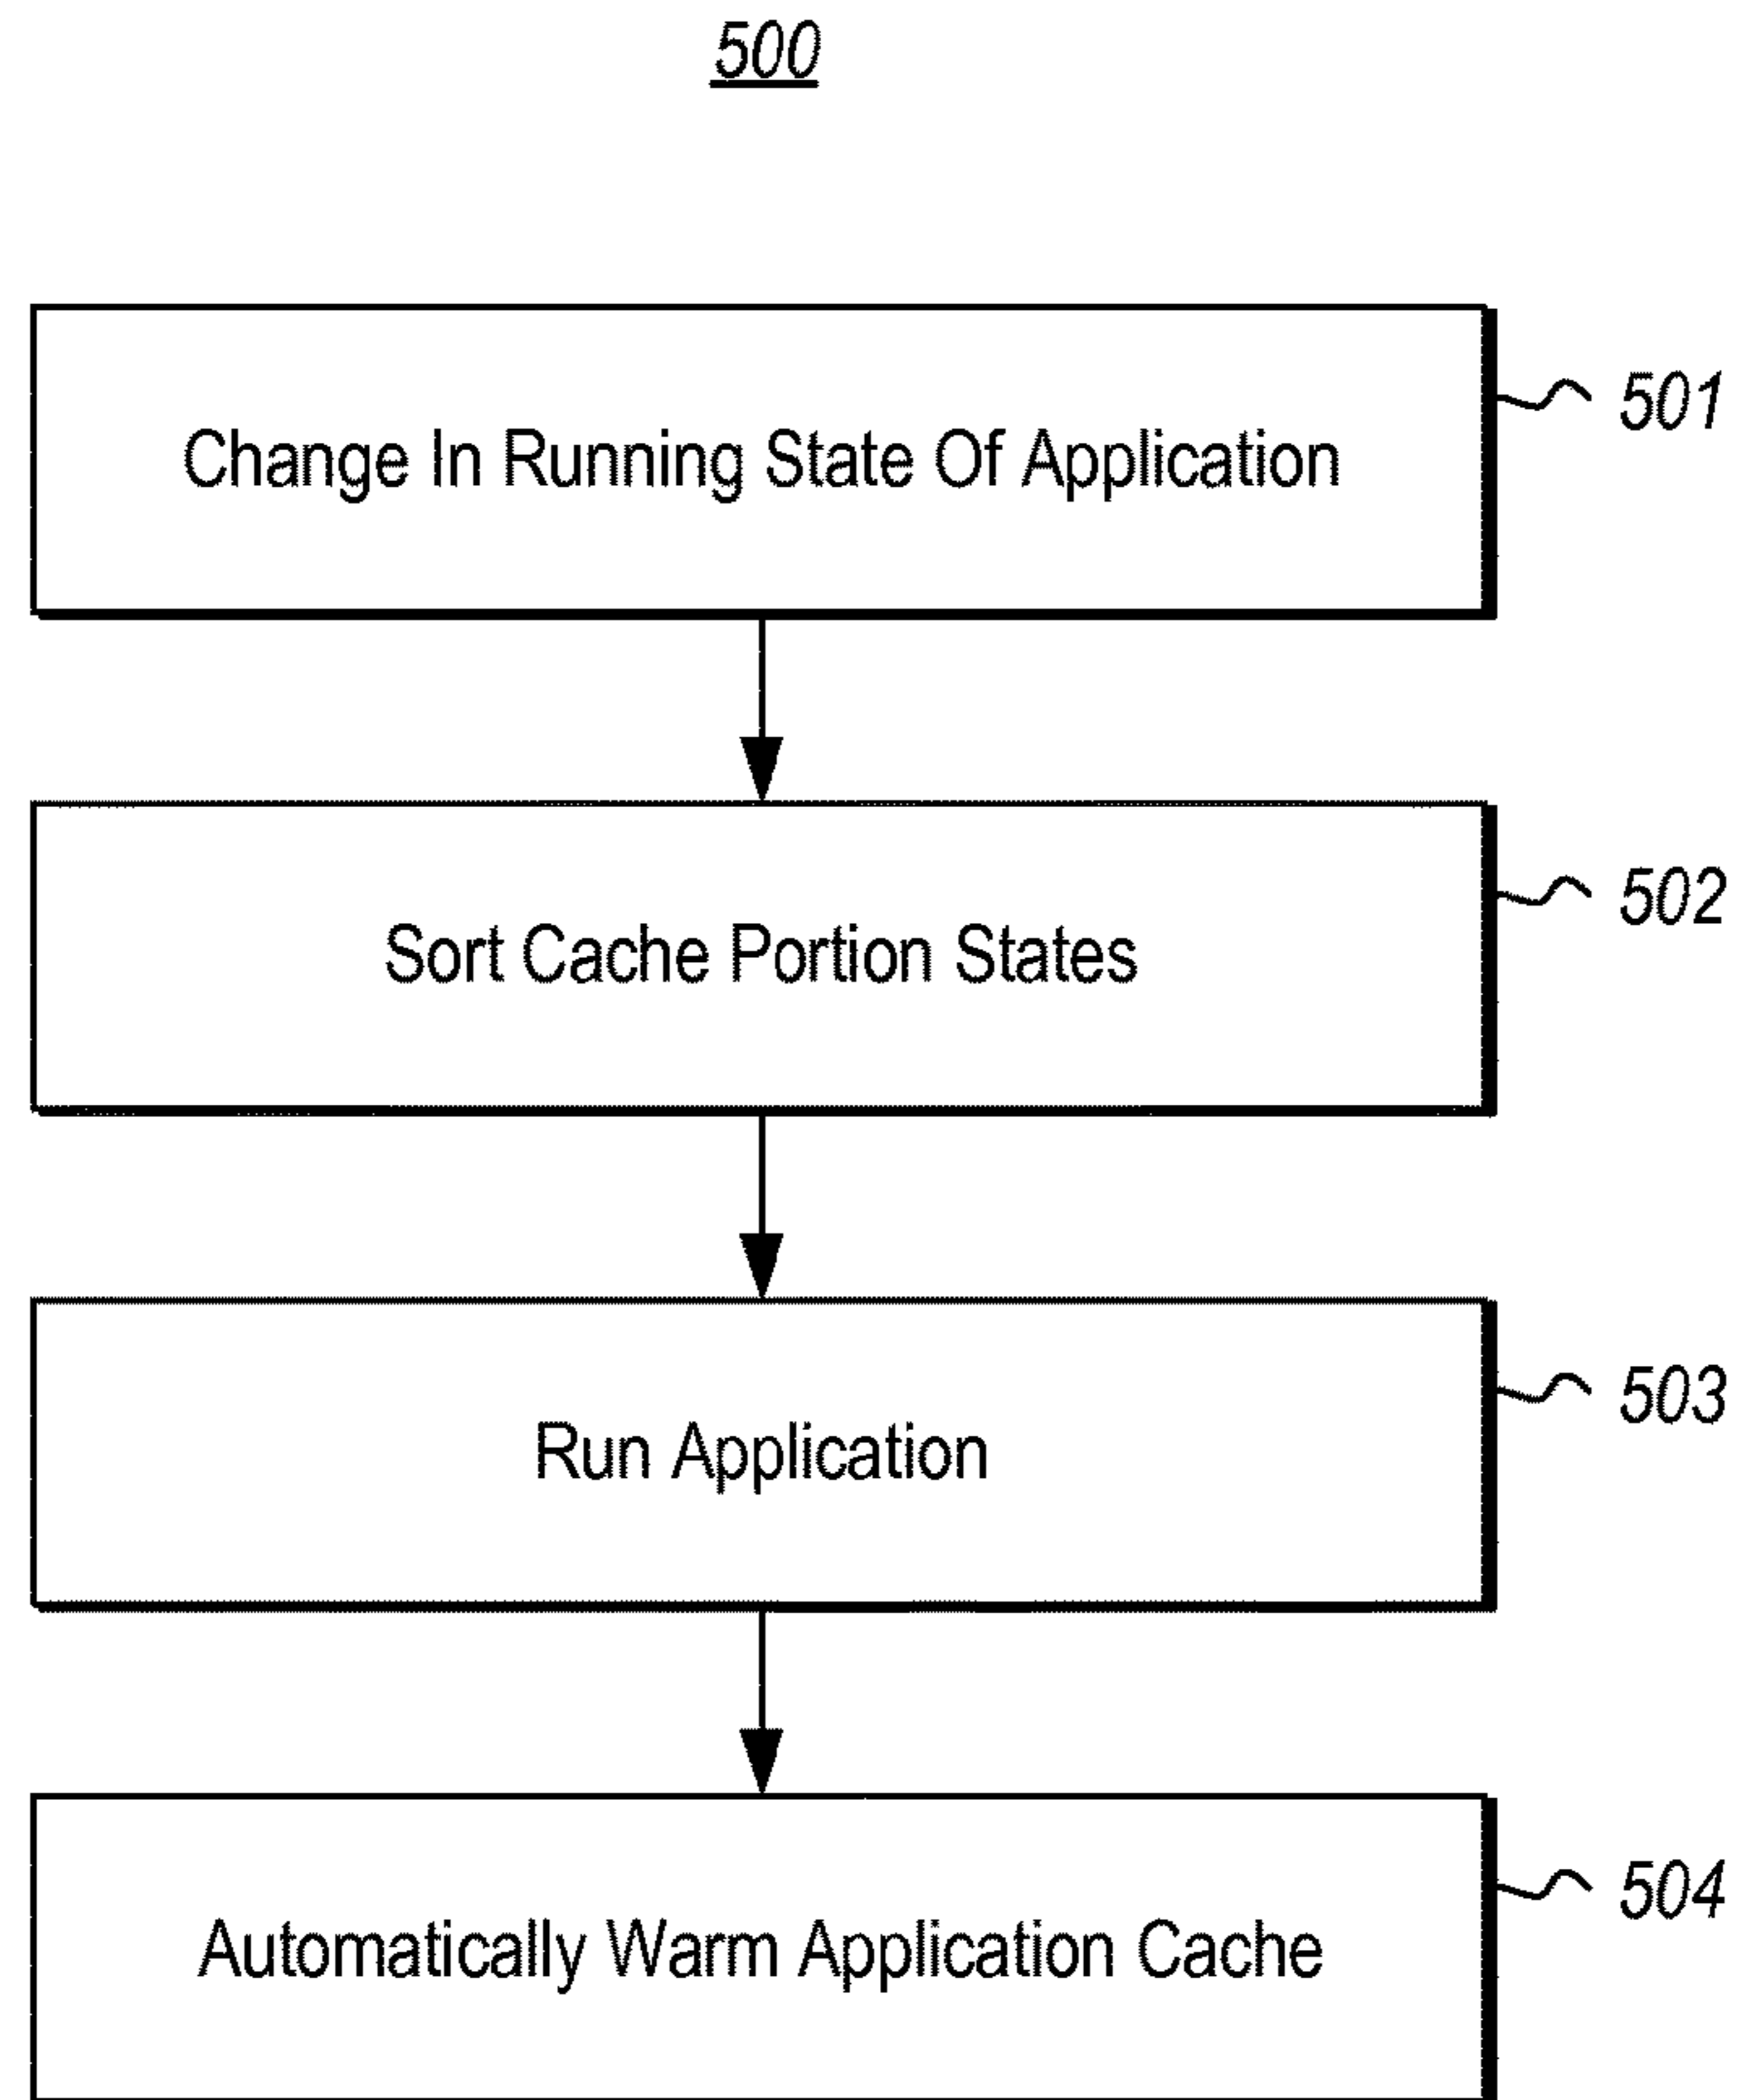 500
Change In Running State Of Application
501
Sort Cache Portion States
502
Run Application
503
Automatically Warm Application Cache
504